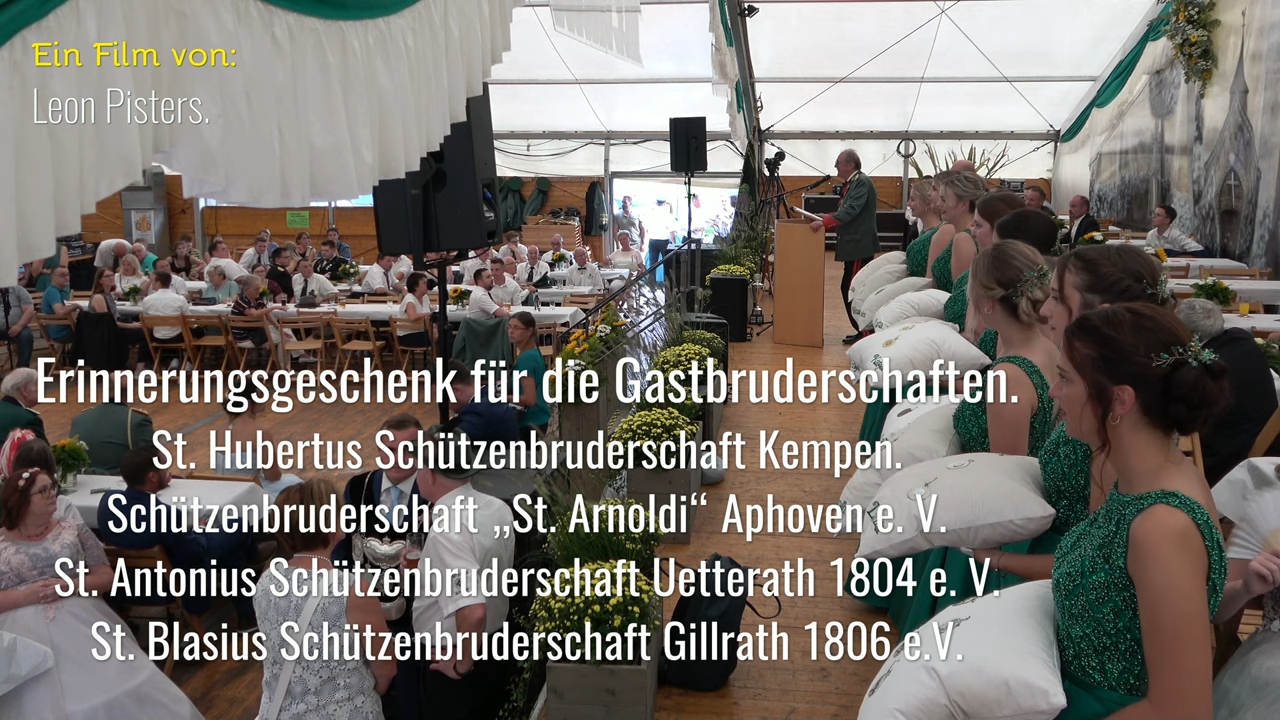 Ein Film von:
Leon Pisters.
Erinnerungsgeschenk für die Gastbruderschaften.
St. Hubertus Schützenbruderschaft Kempen.
Schützenbruderschaft „St. Arnoldi“ Aphoven e. V.
St. Antonius Schützenbruderschaft Uetterath 1804 e. V.
St. Blasius Schützenbruderschaft Gillrath 1806 e.V.